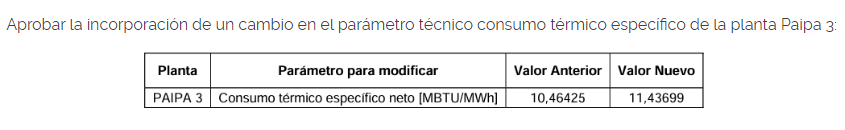 Aprobar la incorporación de un cambio en el parámetro técnico consumo térmico específico de la planta Paipa 3:
Planta Parámetro para modificar Valor Anterior Valor Nuevo
PAIPA 3 Consumo térmico específico neto [MBTU/MWh] 10,46425 11,43699